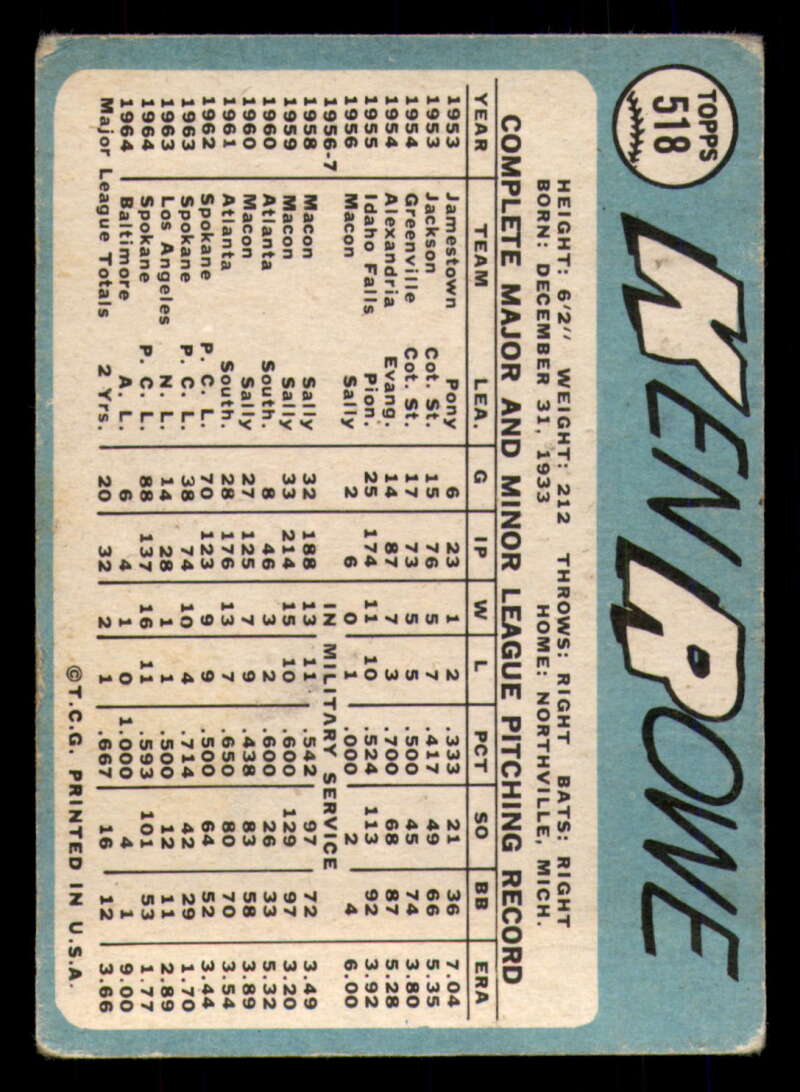 TOPPS
518
KEN ROWE
HEIGHT: 6'2" WEIGHT: 212 THROWS: RIGHT BATS: RIGHT
BORN: DECEMBER 31, 1933 HOME: NORTHVILLE, MICH.
COMPLETE MAJOR AND MINOR LEAGUE PITCHING RECORD
YEAR TEAM LEA. G IP W L PCT SO BB ERA
1953 Jamestown Pony 6 23 1 2 .333 21 36 7.04
1953 Jackson Cot. St. 15 76 5 7 .417 49 66 5.35
1954 Greenville Cot. St. 17 73 5 5 .500 45 74 3.80
1954 Alexandria Evang. 14 87 7 3 .700 68 87 5.28
1955 Idaho Falls Pion. 25 174 11 10 .524 113 92 3.92
1956 Macon Sally 2 6 0 1 .000 2 4 6.00
1956-7 IN MILITARY SERVICE
1958 Macon Sally 32 188 13 11 .542 97 72 3.49
1959 Macon Sally 33 214 15 10 .600 129 97 3.20
1960 Atlanta South. 8 46 3 2 .600 26 33 5.32
1960 Macon Sally 27 125 7 9 .438 83 58 3.89
1961 Atlanta South. 28 176 13 7 .650 80 70 3.54
1962 Spokane P. C. L. 70 123 9 9 .500 64 52 3.44
1963 Spokane P. C. L. 38 74 10 4 .714 42 29 1.70
1963 Los Angeles N. L. 14 28 1 1 .500 12 11 2.89
1964 Spokane P. C. L. 88 137 16 11 .593 101 53 1.77
1964 Baltimore A. L. 6 4 1 0 1.000 4 1 9.00
Major League Totals 2 Yrs. 20 32 2 1 .667 16 12 3.66
©T.C.G. PRINTED IN U.S.A.